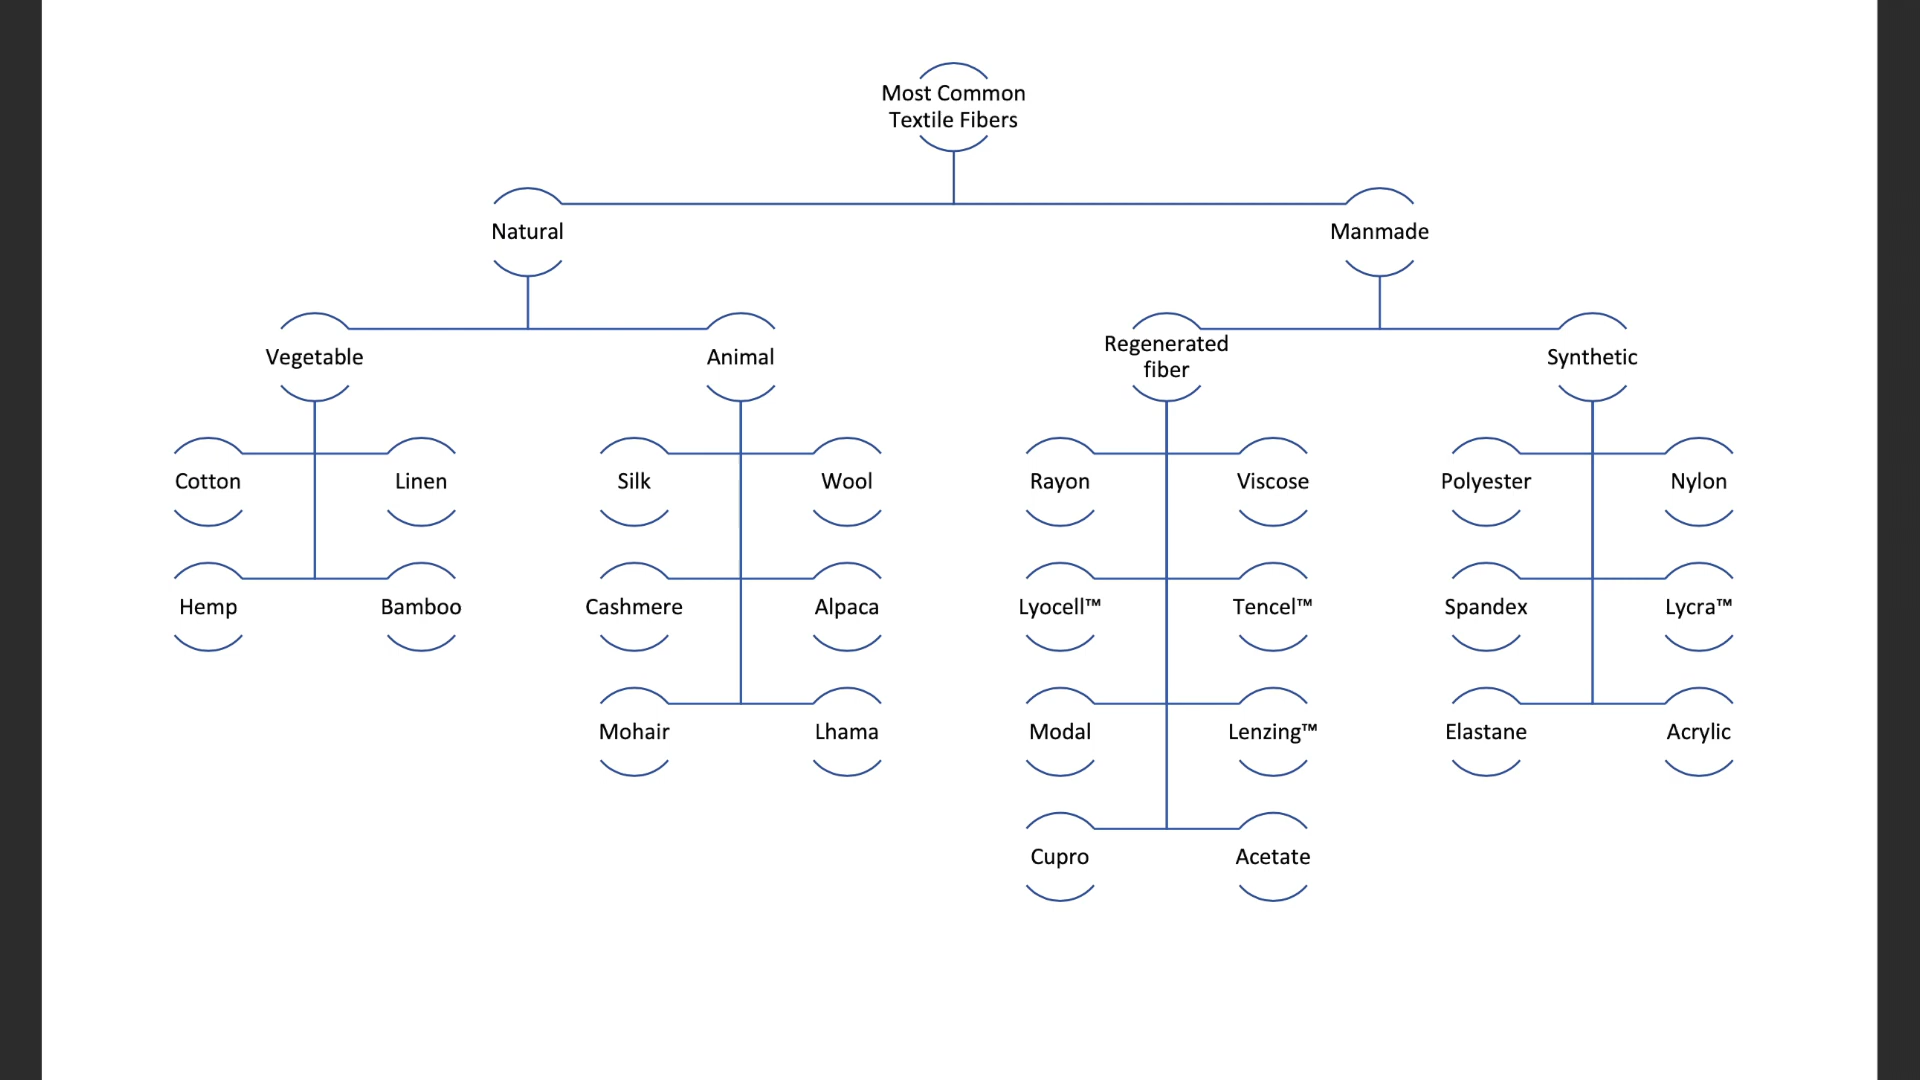 Most Common
Textile Fibers
Natural
Manmade
Vegetable
Animal
Regenerated
fiber
Synthetic
Cotton
Linen
Silk
Wool
Rayon
Viscose
Polyester
Nylon
Hemp
Bamboo
Cashmere
Alpaca
Lyocell™
Tencel™
Spandex
Lycra™
Mohair
Lhama
Modal
Lenzing™
Elastane
Acrylic
Cupro
Acetate